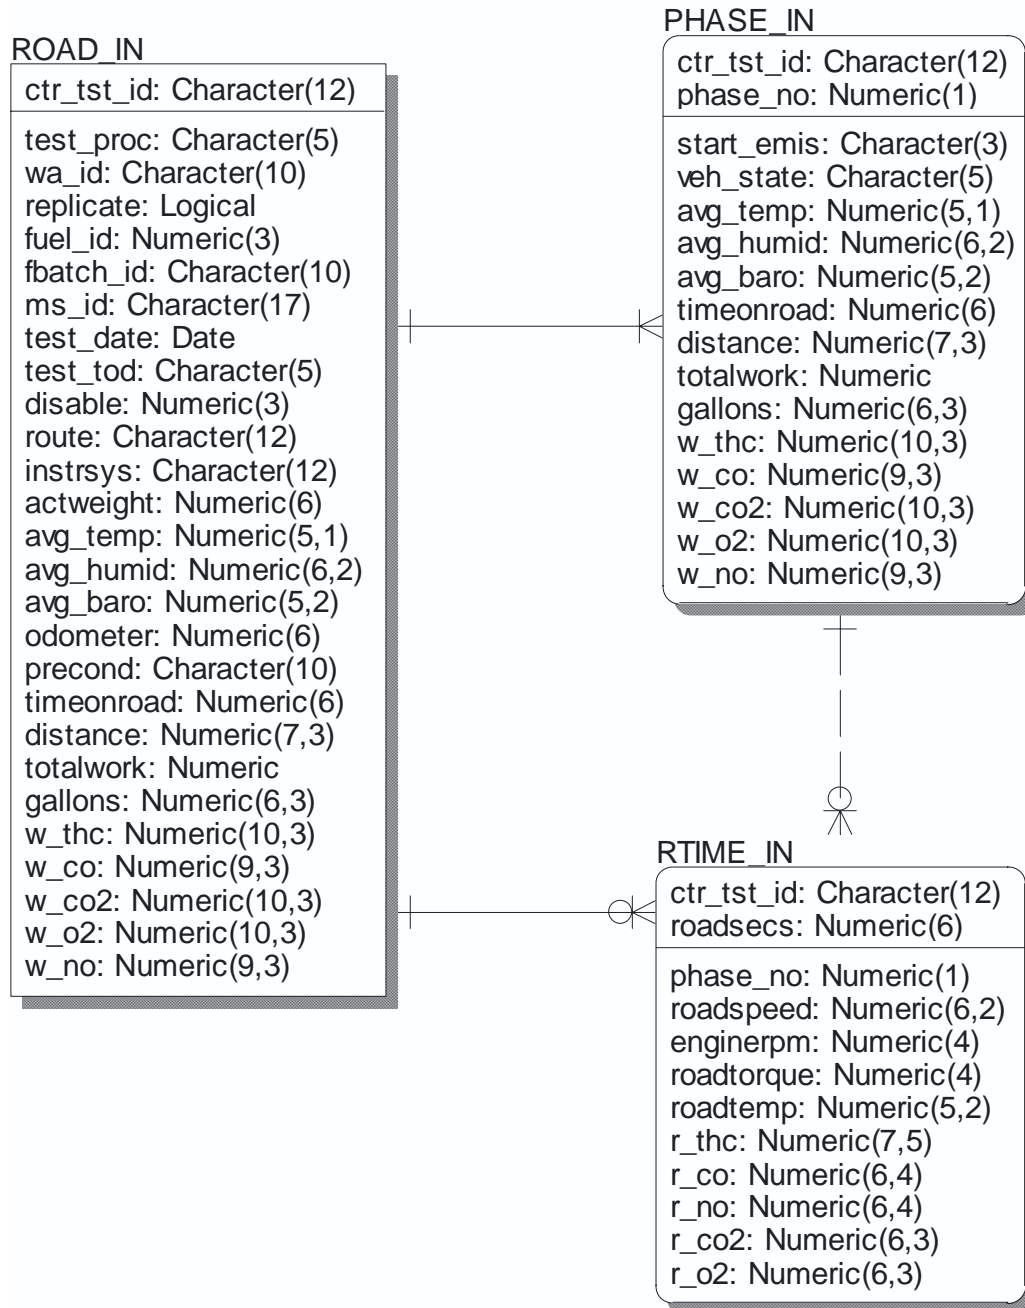 ROAD_IN
ctr_tst_id: Character(12)
test_proc: Character(5)
wa_id: Character(10)
replicate: Logical
fuel_id: Numeric(3)
fbatch_id: Character(10)
ms_id: Character(17)
test_date: Date
test_tod: Character(5)
disable: Numeric(3)
route: Character(12)
instrsys: Character(12)
actweight: Numeric(6)
avg_temp: Numeric(5,1)
avg_humid: Numeric(6,2)
avg_baro: Numeric(5,2)
odometer: Numeric(6)
precond: Character(10)
timeonroad: Numeric(6)
distance: Numeric(7,3)
totalwork: Numeric
gallons: Numeric(6,3)
w_thc: Numeric(10,3)
w_co: Numeric(9,3)
w_co2: Numeric(10,3)
w_o2: Numeric(10,3)
w_no: Numeric(9,3)
PHASE_IN
ctr_tst_id: Character(12)
phase_no: Numeric(1)
start_emis: Character(3)
veh_state: Character(5)
avg_temp: Numeric(5,1)
avg_humid: Numeric(6,2)
avg_baro: Numeric(5,2)
timeonroad: Numeric(6)
distance: Numeric(7,3)
totalwork: Numeric
gallons: Numeric(6,3)
w_thc: Numeric(10,3)
w_co: Numeric(9,3)
w_co2: Numeric(10,3)
w_o2: Numeric(10,3)
w_no: Numeric(9,3)
RTIME_IN
ctr_tst_id: Character(12)
roadsecs: Numeric(6)
phase_no: Numeric(1)
roadspeed: Numeric(6,2)
enginerpm: Numeric(4)
roadtorque: Numeric(4)
roadtemp: Numeric(5,2)
r_thc: Numeric(7,5)
r_co: Numeric(6,4)
r_no: Numeric(6,4)
r_co2: Numeric(6,3)
r_o2: Numeric(6,3)